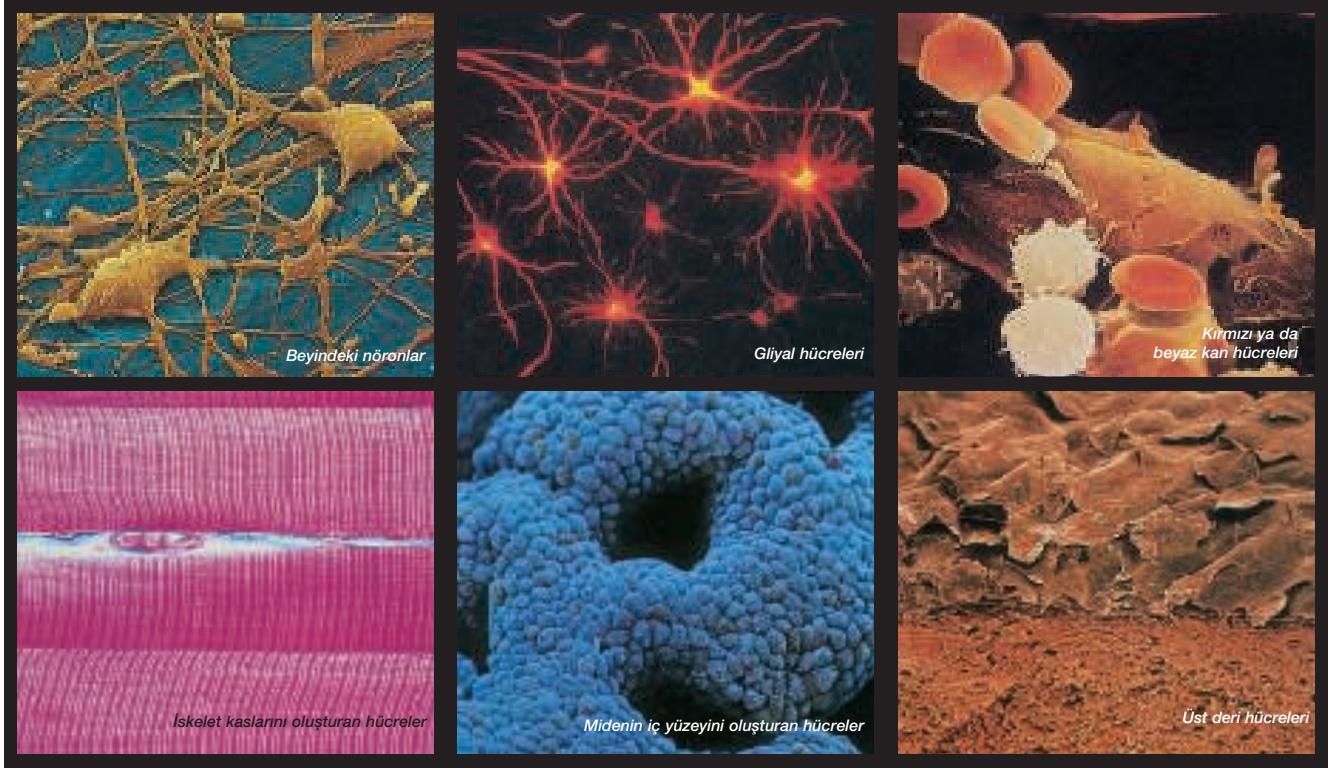 Beyindeki nöronlar
Gliyal hücreleri
Kırmızı ya da
beyaz kan hücreleri
İskelet kaslarını oluşturan hücreler
Midenin iç yüzeyini oluşturan hücreler
Üst deri hücreleri